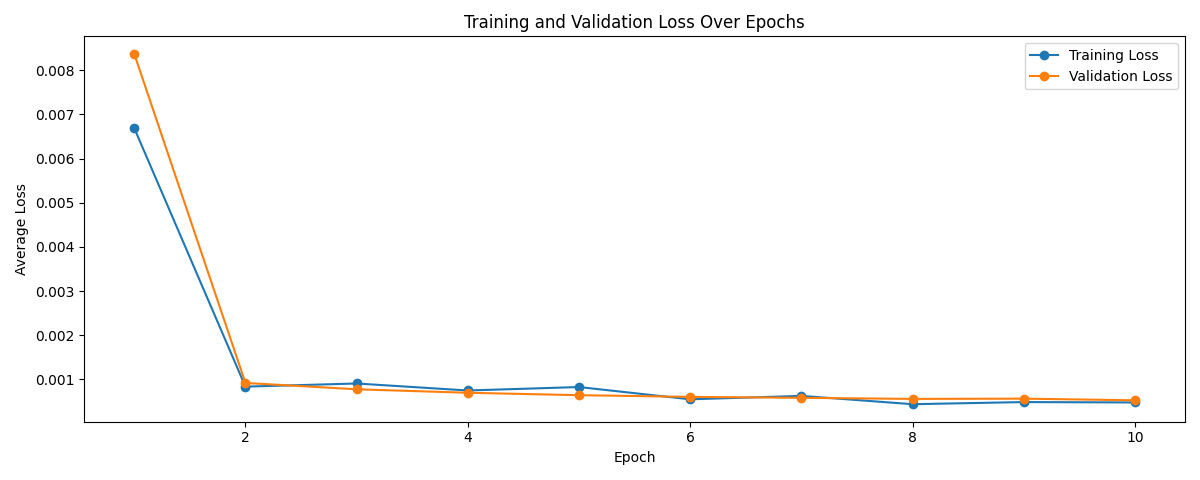 Training and Validation Loss Over Epochs
Training Loss
Validation Loss
Average Loss
0.008
0.007
0.006
0.005
0.004
0.003
0.002
0.001
2 4 6 8 10
Epoch